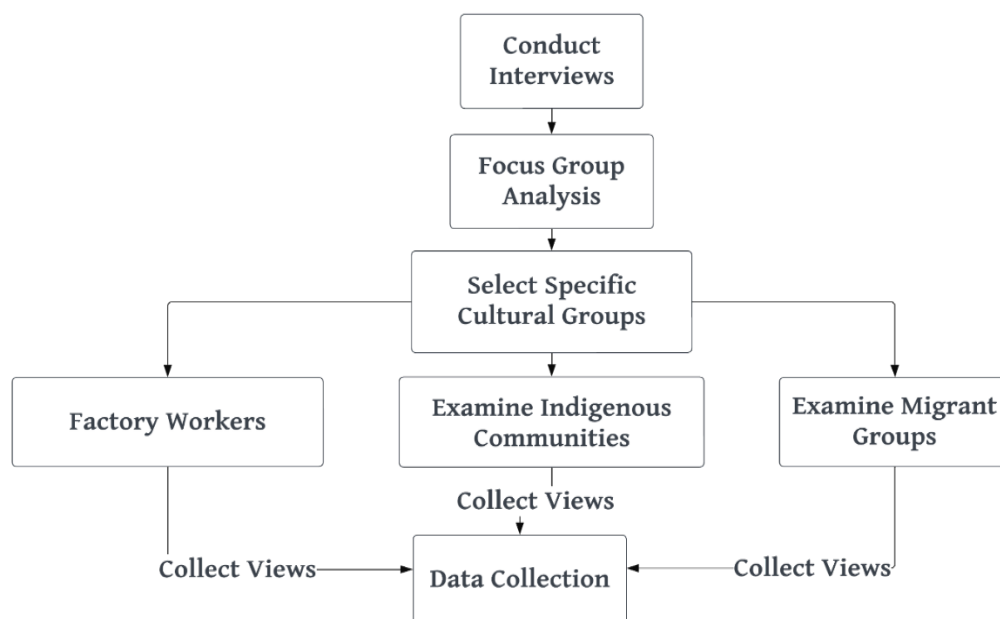 Conduct
Interviews
Focus Group
Analysis
Select Specific
Cultural Groups
Factory Workers
Examine Indigenous
Communities
Examine Migrant
Groups
Collect Views
Collect Views
Collect Views
Data Collection